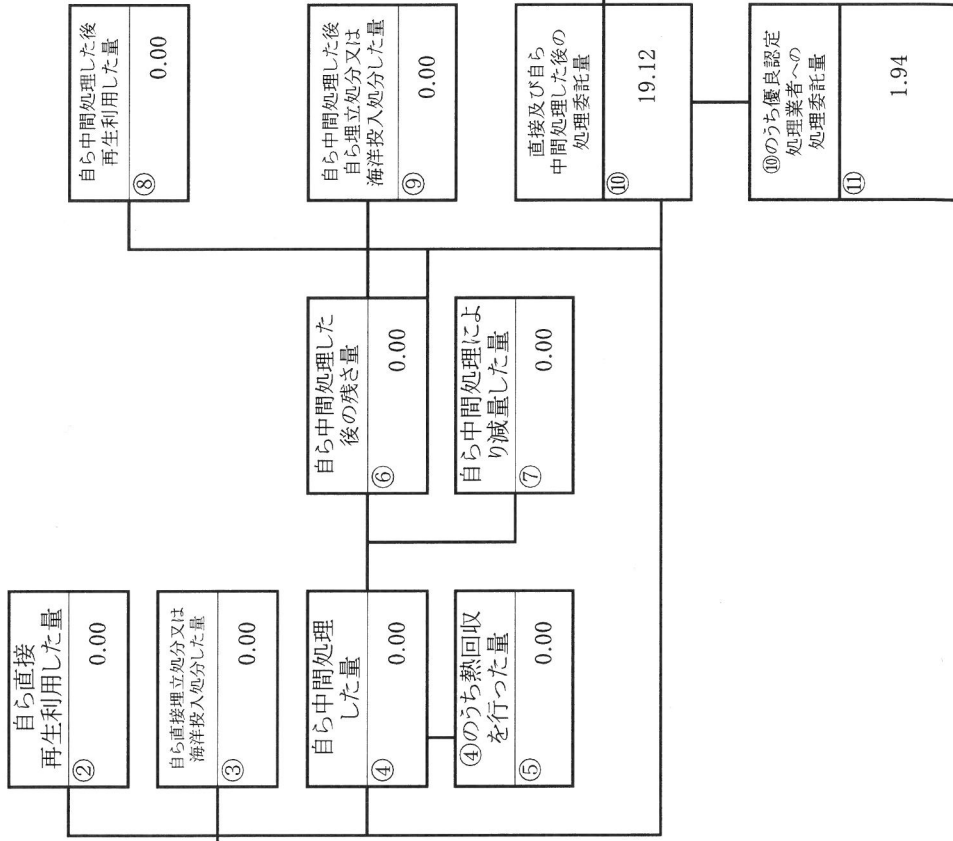 自ら直接
再生利用した量
②
0.00
自ら直接埋立処分又は
海洋投入処分した量
③
0.00
自ら中間処理
した量
④
0.00
④のうち熱回収
を行った量
⑤
0.00
自ら中間処理した
後の残さ量
⑥
0.00
自ら中間処理によ
り減量した量
⑦
0.00
自ら中間処理した後
再生利用した量
⑧
0.00
自ら中間処理した後
自ら埋立処分又は
海洋投入処分した量
⑨
0.00
直接及び自ら
中間処理した後の
処理委託量
⑩
19.12
⑩のうち優良認定
処理業者への
処理委託量
⑪
1.94